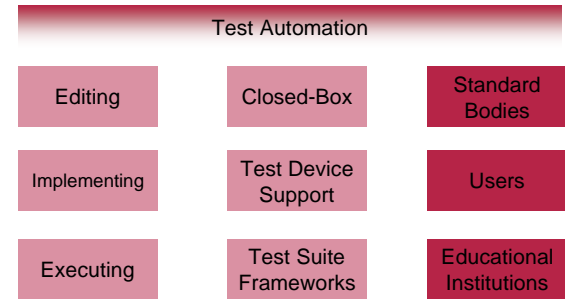 Test Automation
Editing
Closed-Box
Standard
Bodies
Implementing
Test Device
Support
Users
Executing
Test Suite
Frameworks
Educational
Institutions